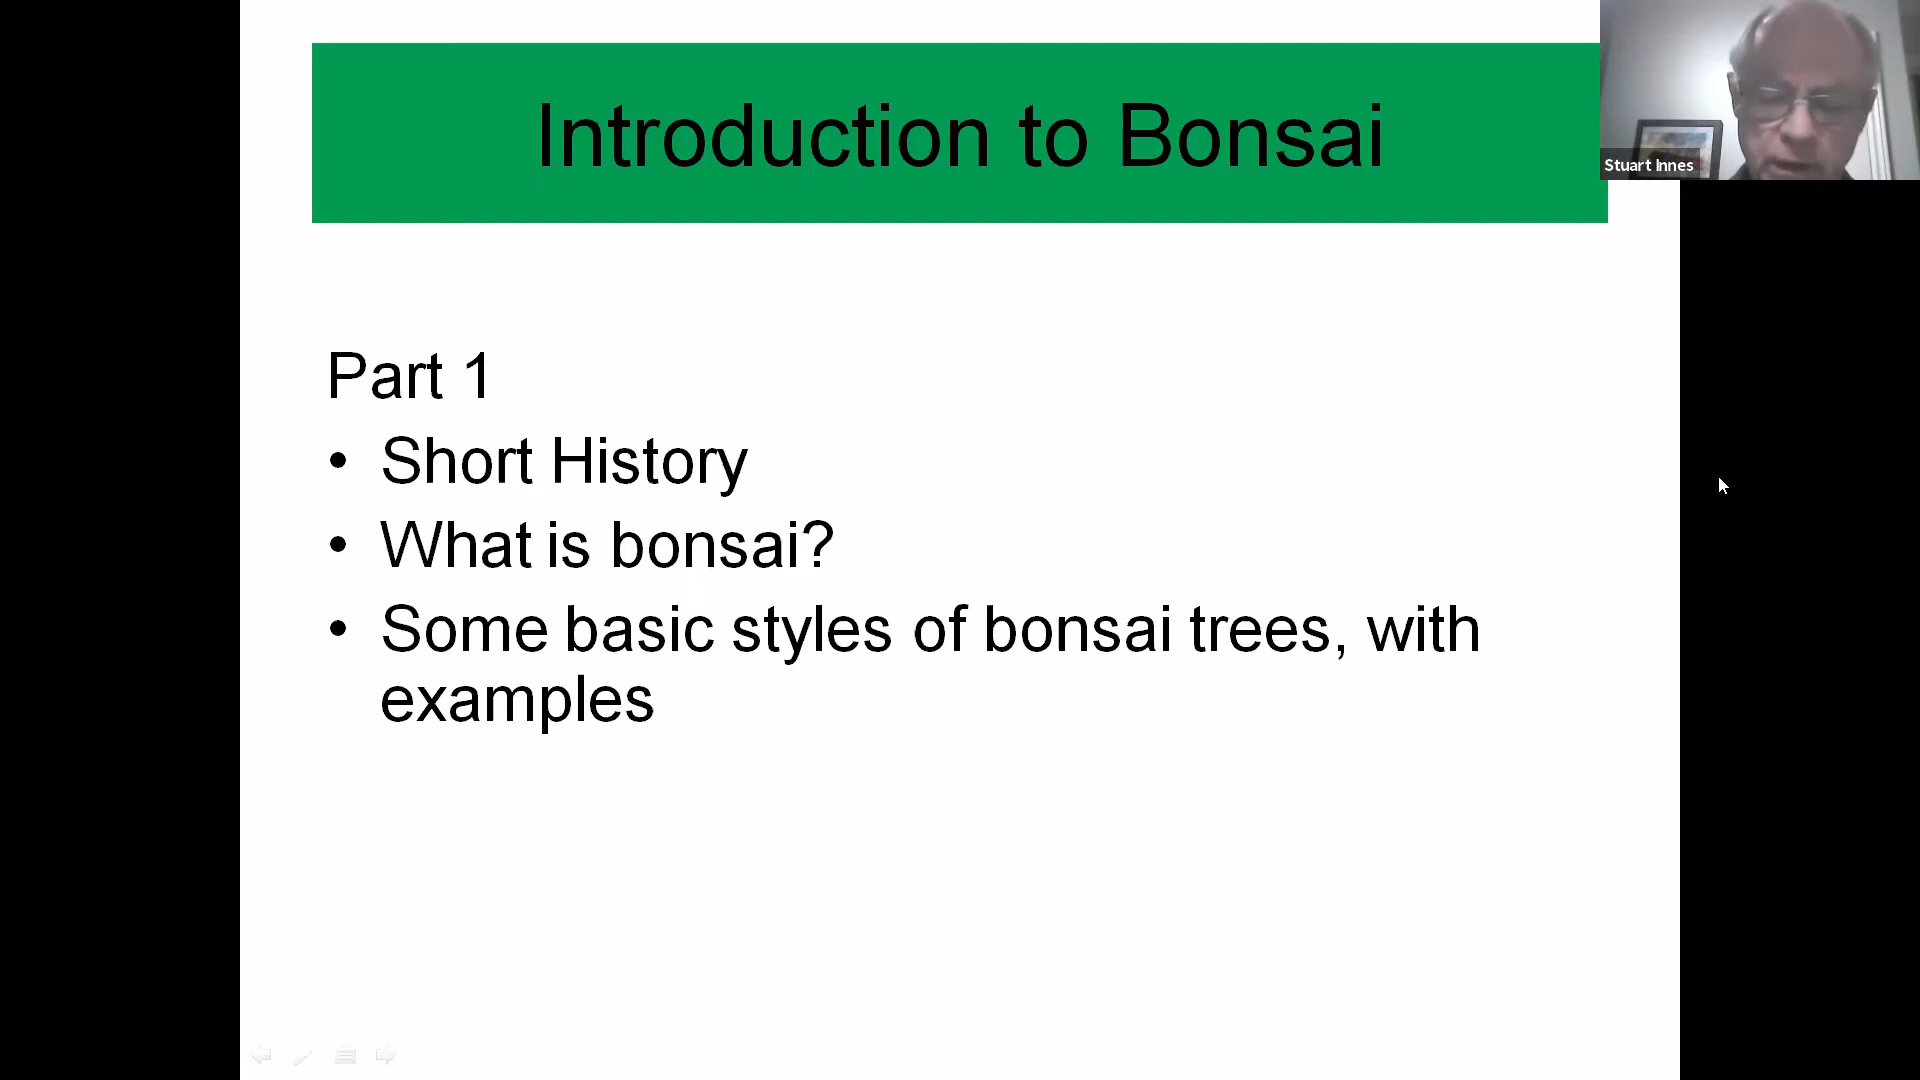 Introduction to Bonsai
Stuart Innes
Part 1
• Short History
• What is bonsai?
• Some basic styles of bonsai trees, with
examples